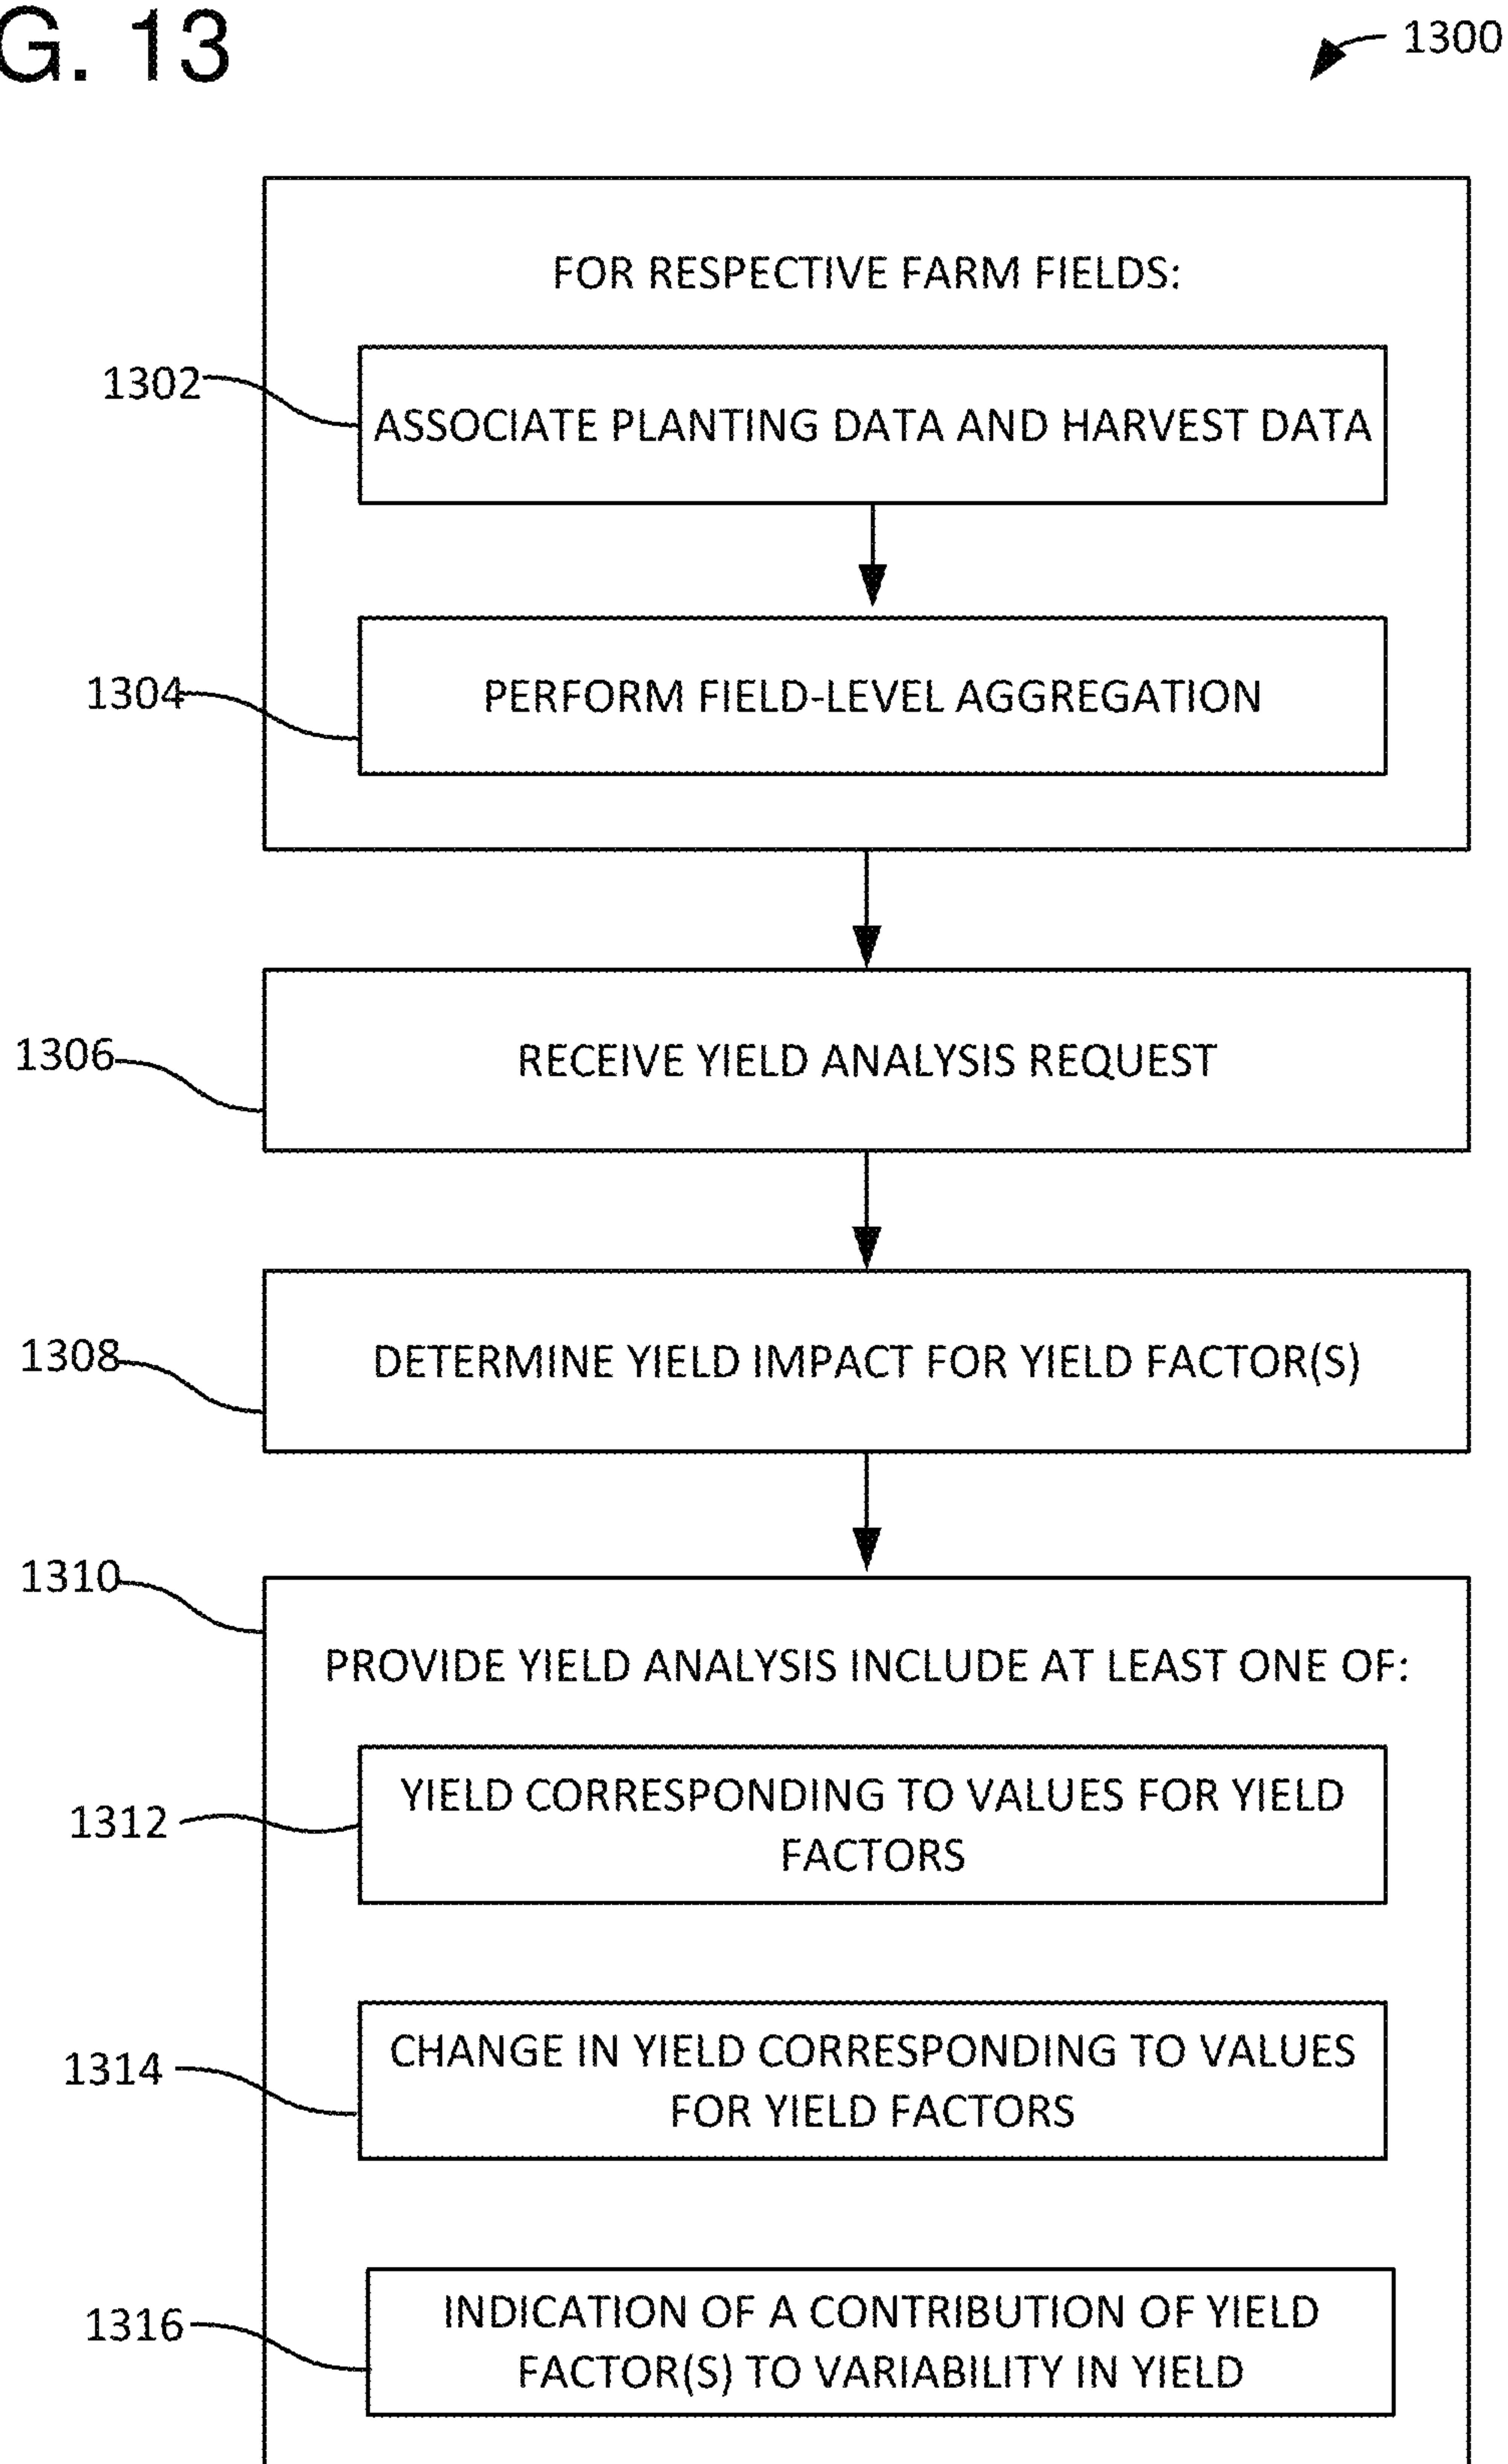 G. 13
1300
FOR RESPECTIVE FARM FIELDS:
1302
ASSOCIATE PLANTING DATA AND HARVEST DATA
1304
PERFORM FIELD-LEVEL AGGREGATION
1306
RECEIVE YIELD ANALYSIS REQUEST
1308
DETERMINE YIELD IMPACT FOR YIELD FACTOR(S)
1310
PROVIDE YIELD ANALYSIS INCLUDE AT LEAST ONE OF:
1312
YIELD CORRESPONDING TO VALUES FOR YIELD
FACTORS
1314
CHANGE IN YIELD CORRESPONDING TO VALUES
FOR YIELD FACTORS
1316
INDICATION OF A CONTRIBUTION OF YIELD
FACTOR(S) TO VARIABILITY IN YIELD